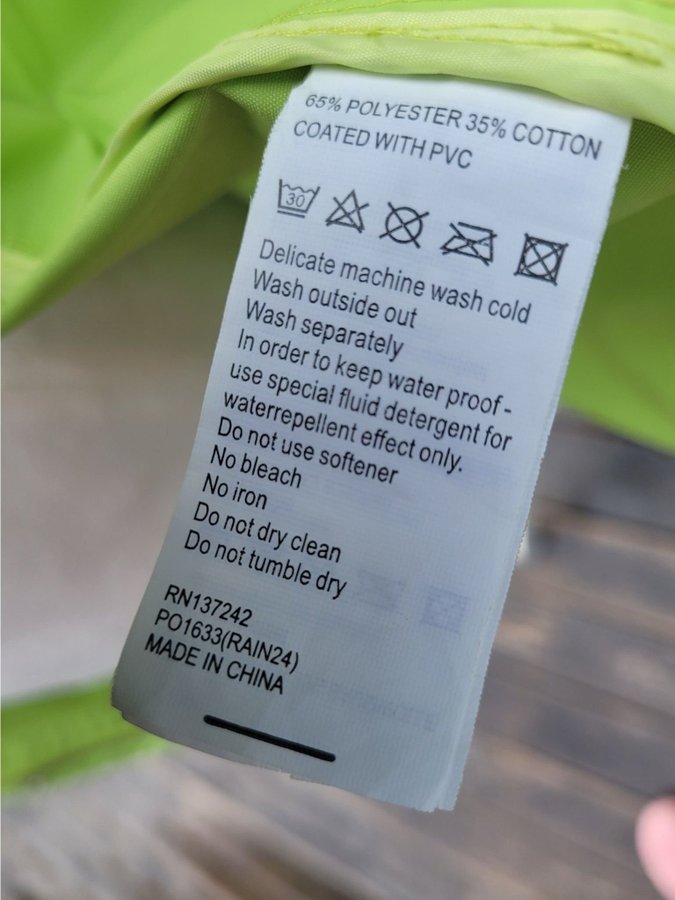 65% POLYESTER 35% COTTON
COATED WITH PVC
30
Delicate machine wash cold
Wash outside out
Wash separately
In order to keep water proof-
use special fluid detergent for
waterrepellent effect only.
Do not use softener
No bleach
No iron
Do not dry clean
Do not tumble dry
RN137242
PO1633(RAIN24)
MADE IN CHINA